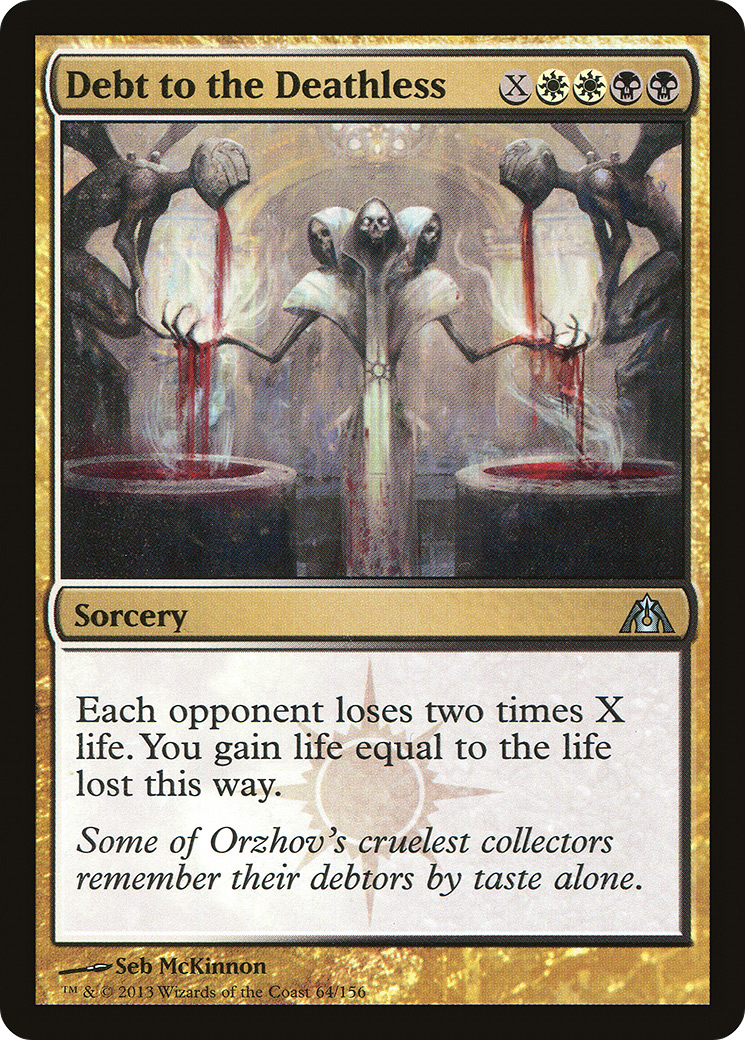 Debt to the Deathless X
Sorcery
Each opponent loses two times X
life. You gain life equal to the life
lost this way.
Some of Orzhov's cruelest collectors
remember their debtors by taste alone.
Seb McKinnon
™ & © 2013 Wizards of the Coast 64/156